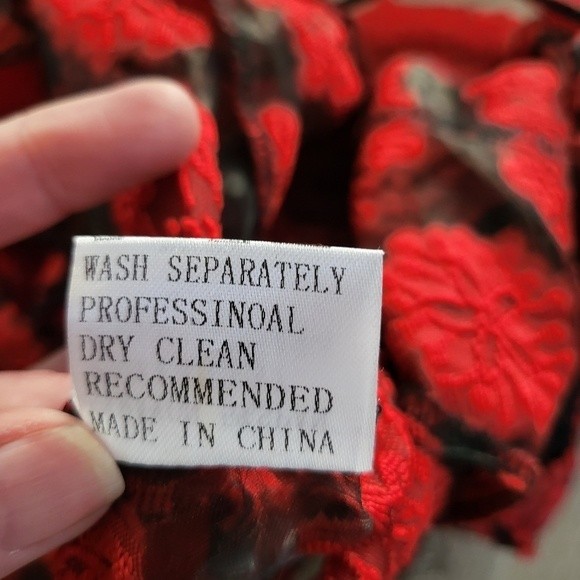 WASH SEPARATELY
PROFESSINOAL
DRY CLEAN
RECOMMENDED
MADE IN CHINA